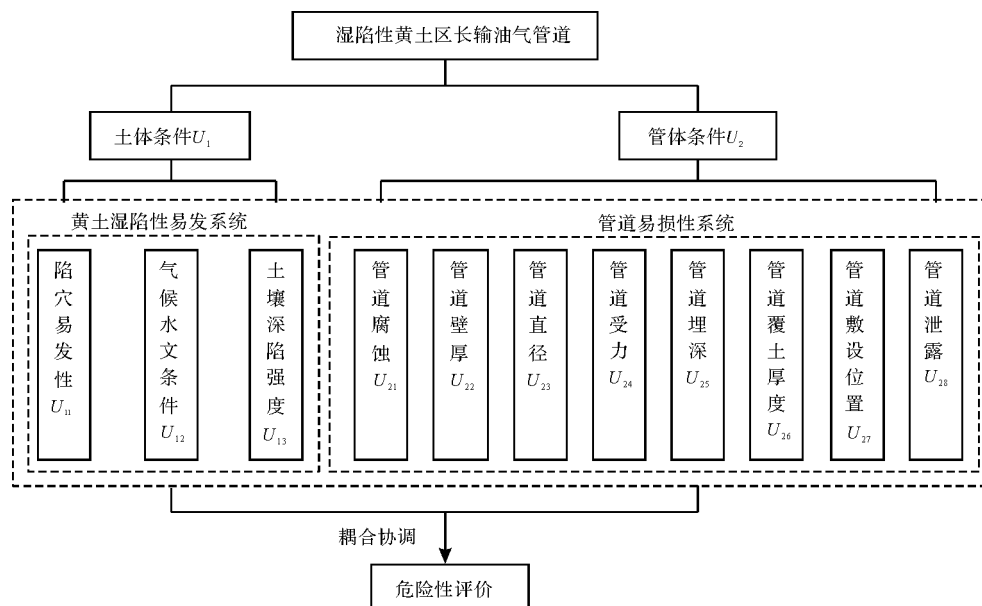 湿陷性黄土区长输油气管道
土体条件U₁
管体条件U₂
黄土湿陷性易发系统
管道易损性系统
陷穴易发性U₁₁
气候水文条件U₁₂
土壤深陷强度U₁₃
管道腐蚀U₂₁
管道壁厚U₂₂
管道直径U₂₃
管道受力U₂₄
管道埋深U₂₅
管道覆土厚度U₂₆
管道敷设位置U₂₇
管道泄露U₂₈
耦合协调
危险性评价